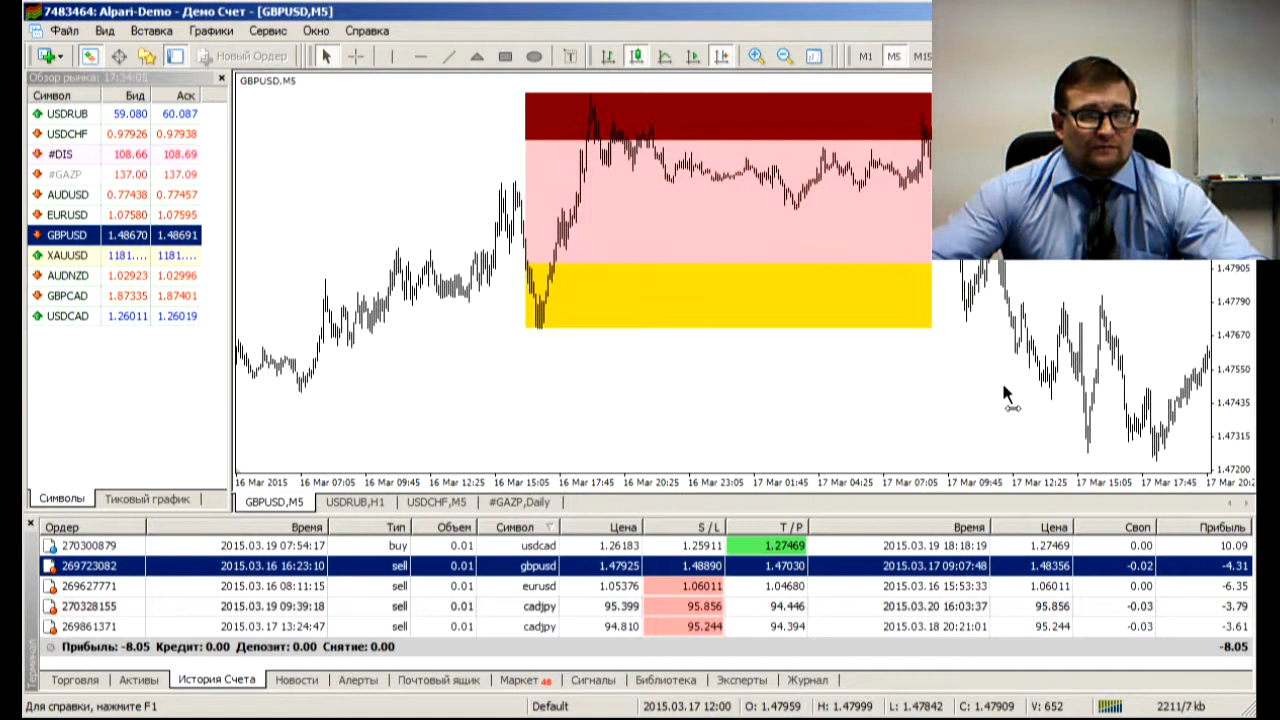 7483464: Alpari-Demo - Демо Счет - [GBPUSD,M5]
Файл Вид Вставка Графики Сервис Окно Справка
Новый Ордер M1 M5 M15
Обзор рынка: 17:34:05
Символ Бид Аск
USDRUB 59.080 60.087
USDCHF 0.97926 0.97938
#DIS 108.66 108.69
#GAZP 137.00 137.09
AUDUSD 0.77438 0.77457
EURUSD 1.07580 1.07595
GBPUSD 1.48670 1.48691
XAUUSD 1181.... 1181....
AUDNZD 1.02923 1.02996
GBPCAD 1.87335 1.87401
USDCAD 1.26011 1.26019
Символы Тиковый график
GBPUSD,M5
1.47905
1.47790
1.47670
1.47550
1.47435
1.47315
1.47200
16 Mar 2015 16 Mar 07:05 16 Mar 09:45 16 Mar 12:25 16 Mar 15:05 16 Mar 17:45 16 Mar 20:25 16 Mar 23:05 17 Mar 01:45 17 Mar 04:25 17 Mar 07:05 17 Mar 09:45 17 Mar 12:25 17 Mar 15:05 17 Mar 17:45 17 Mar 20:2
GBPUSD,M5 USDRUB,H1 USDCHF,M5 #GAZP,Daily
Ордер Время Тип Объем Символ Цена S / L T / P Время Цена Своп Прибыль
270300879 2015.03.19 07:54:17 buy 0.01 usdcad 1.26183 1.25911 1.27469 2015.03.19 18:18:19 1.27469 0.00 10.09
269723082 2015.03.16 16:23:10 sell 0.01 gbpusd 1.47925 1.48890 1.47030 2015.03.17 09:07:48 1.48356 -0.02 -4.31
269627771 2015.03.16 08:11:15 sell 0.01 eurusd 1.05376 1.06011 1.04680 2015.03.16 15:53:33 1.06011 0.00 -6.35
270328155 2015.03.19 09:39:18 sell 0.01 cadjpy 95.399 95.856 94.446 2015.03.20 16:03:37 95.856 -0.03 -3.79
269861371 2015.03.17 13:24:47 sell 0.01 cadjpy 94.810 95.244 94.394 2015.03.18 20:21:01 95.244 -0.03 -3.61
Прибыль: -8.05 Кредит: 0.00 Депозит: 0.00 Снятие: 0.00 -8.05
Терминал
Торговля Активы История Счета Новости Алерты Почтовый ящик Маркет 48 Сигналы Библиотека Эксперты Журнал
Для справки, нажмите F1 Default 2015.03.17 12:00 O: 1.47959 H: 1.47999 L: 1.47842 C: 1.47909 V: 652 2211/7 kb